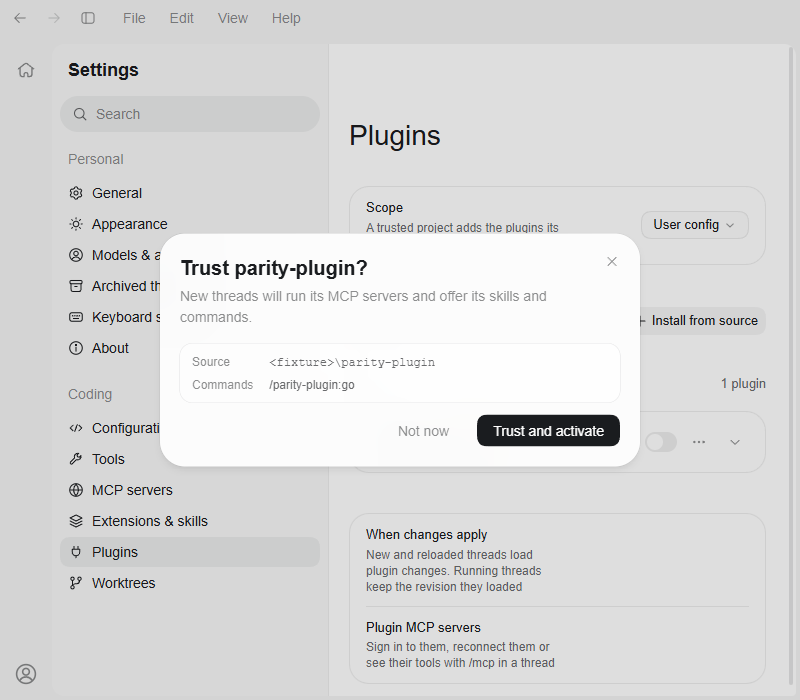 File Edit View Help
Settings
Search
Personal
General
Appearance
Models &
Archived
Keyboard
About
Coding
Tools
MCP servers
Extensions & skills
Plugins
Worktrees
Plugins
Scope
A trusted project adds the plugins its
User config
Install from source
1 plugin
Trust parity-plugin?
New threads will run its MCP servers and offer its skills and
commands.
Source <fixture>\parity-plugin
Commands /parity-plugin:go
Not now Trust and activate
When changes apply
New and reloaded threads load
plugin changes. Running threads
keep the revision they loaded
Plugin MCP servers
Sign in to them, reconnect them or
see their tools with /mcp in a thread